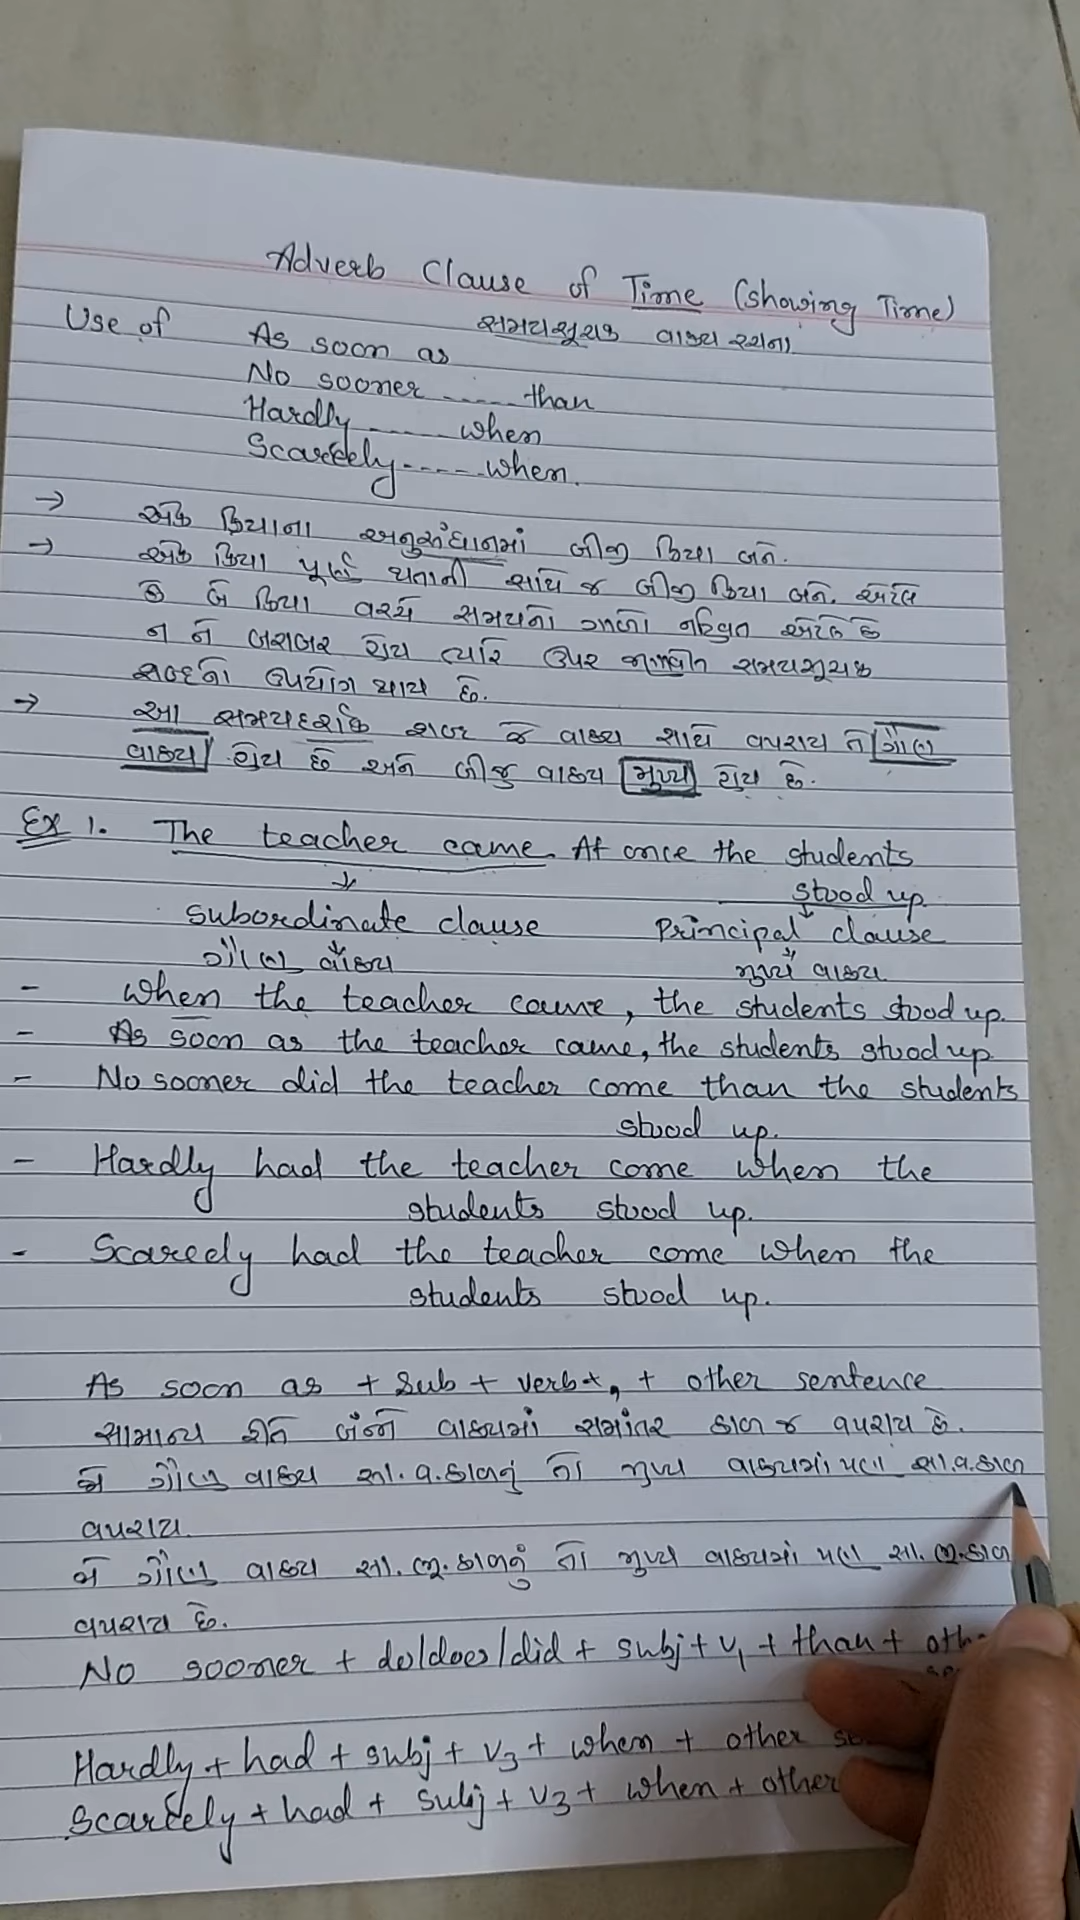 Adverb Clause of Time (showing Time)
સમયસૂચક વાક્ય રચના
Use of As soon as
No sooner ...... than
Hardly ...... when
Scarcely ----- when.
→ એક ક્રિયાના અનુસંધાનમાં બીજી ક્રિયા બને.
→ એક ક્રિયા પૂર્ણ થતાની સાથે જ બીજી ક્રિયા બને. એટલે
કે બે ક્રિયા વચ્ચે સમયનો ગાળો નહિવત એટલે કે
ન ને બરાબર હોય ત્યારે ઉપર સમયસૂચક
શબ્દનો ઉપયોગ થાય છે.
→ આ સમયદર્શક શબ્દ જે વાક્ય સાથે વપરાય તે ગૌણ
વાક્ય હોય છે અને બીજુ વાક્ય મુખ્ય હોય છે.
Ex 1. The teacher came. At once the students
stood up.
subordinate clause Principal clause
ગૌણ વાક્ય મુખ્ય વાક્ય
- when the teacher came, the students stood up.
- As soon as the teacher came, the students stood up
- No sooner did the teacher come than the students
stood up.
- Hardly had the teacher come when the
students stood up.
- Scarcely had the teacher come when the
students stood up.
As soon as + sub + verb+, + other sentence
સામાન્ય રીતે બંન્ને વાક્યમાં સમાંતર કાળ જ વપરાય છે.
જો ગૌણ વાક્ય સા. વ. કાળનું તો મુખ્ય વાક્યમાં પણ સા. વ. કાળ
વપરાય.
જો ગૌણ વાક્ય સા. ભૂ. કાળનું તો મુખ્ય વાક્યમાં પણ સા. ભૂ. કાળ
વપરાય છે.
No sooner + do/does/did + subj + V1 + than +
Hardly + had + subj + V3 + when + other
Scarcely + had + subj + V3 + when + other